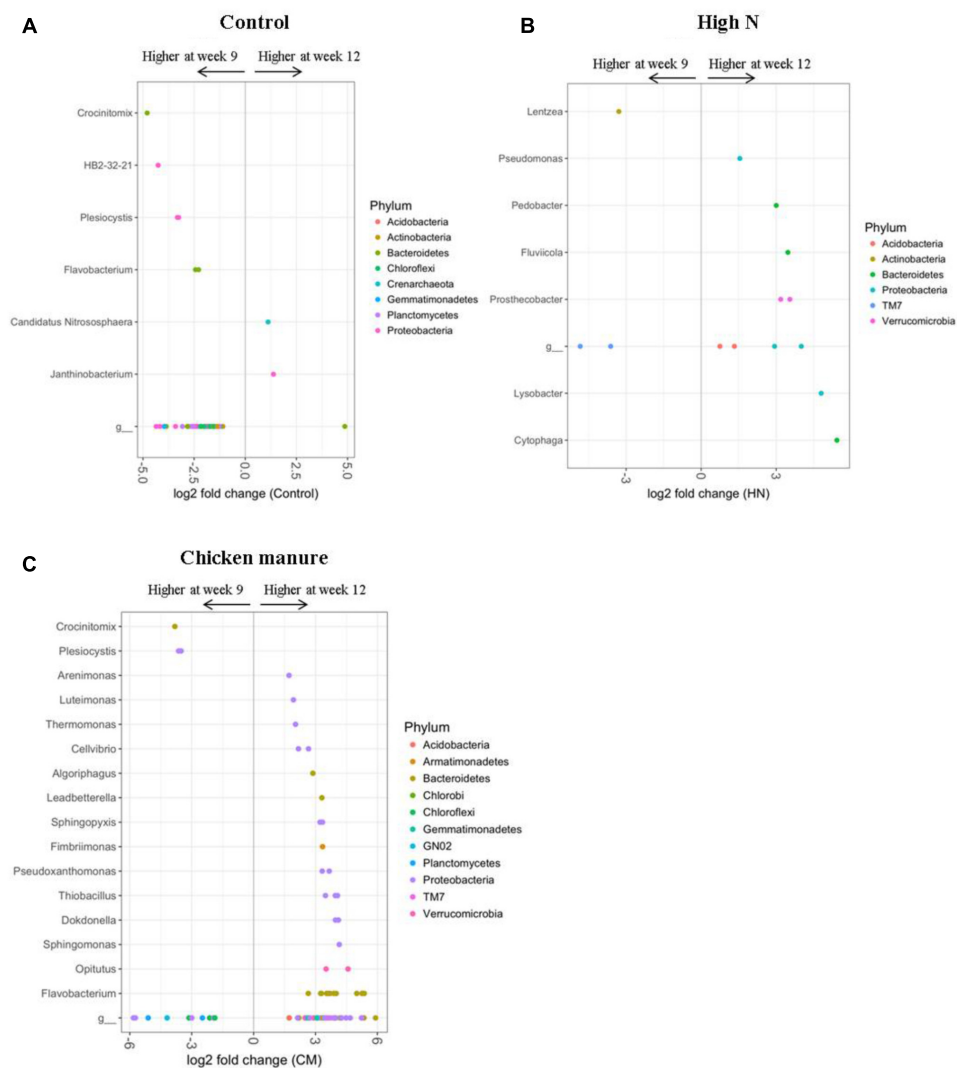 A
Control
Higher at week 9
Higher at week 12
Crocinitomix
HB2-32-21
Plesiocystis
Flavobacterium
Candidatus Nitrososphaera
Janthinobacterium
g__
-5.0
-2.5
0.0
2.5
5.0
log2 fold change (Control)
Phylum
Acidobacteria
Actinobacteria
Bacteroidetes
Chloroflexi
Crenarchaeota
Gemmatimonadetes
Planctomycetes
Proteobacteria
B
High N
Higher at week 9
Higher at week 12
Lentzea
Pseudomonas
Pedobacter
Fluviicola
Prosthecobacter
g__
Lysobacter
Cytophaga
-3
0
3
log2 fold change (HN)
Phylum
Acidobacteria
Actinobacteria
Bacteroidetes
Proteobacteria
TM7
Verrucomicrobia
C
Chicken manure
Higher at week 9
Higher at week 12
Crocinitomix
Plesiocystis
Arenimonas
Luteimonas
Thermomonas
Cellvibrio
Algoriphagus
Leadbetterella
Sphingopyxis
Fimbriimonas
Pseudoxanthomonas
Thiobacillus
Dokdonella
Sphingomonas
Opitutus
Flavobacterium
g__
-6
-3
0
3
6
log2 fold change (CM)
Phylum
Acidobacteria
Armatimonadetes
Bacteroidetes
Chlorobi
Chloroflexi
Gemmatimonadetes
GN02
Planctomycetes
Proteobacteria
TM7
Verrucomicrobia